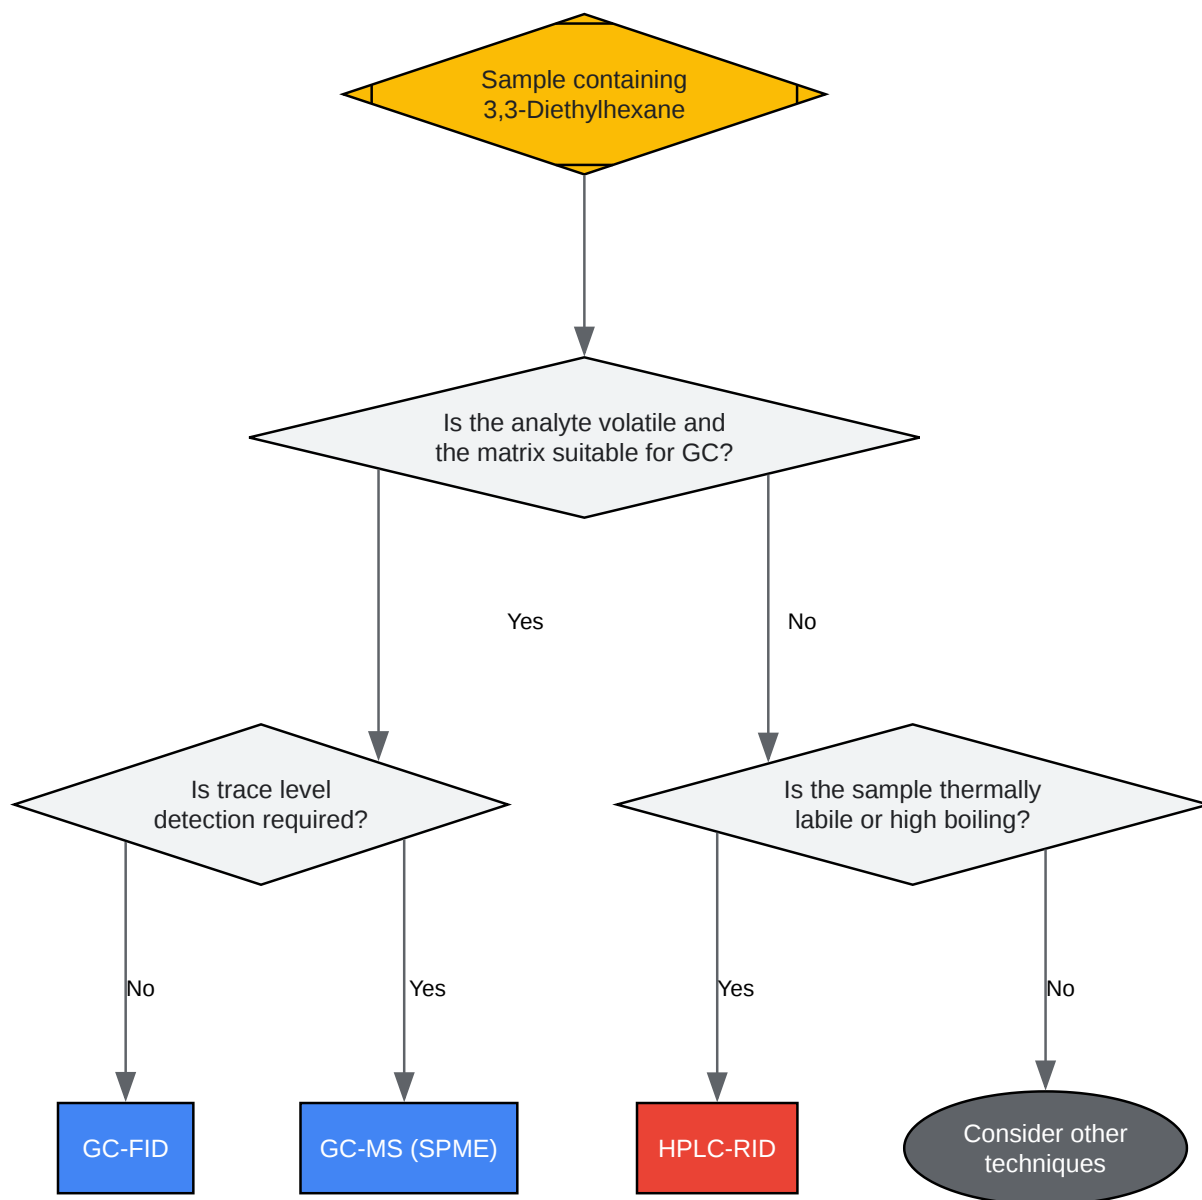 Sample containing
3,3-Diethylhexane
Is the analyte volatile and
the matrix suitable for GC?
Yes
No
Is trace level
detection required?
Is the sample thermally
labile or high boiling?
No
Yes
Yes
No
GC-FID
GC-MS (SPME)
HPLC-RID
Consider other
techniques